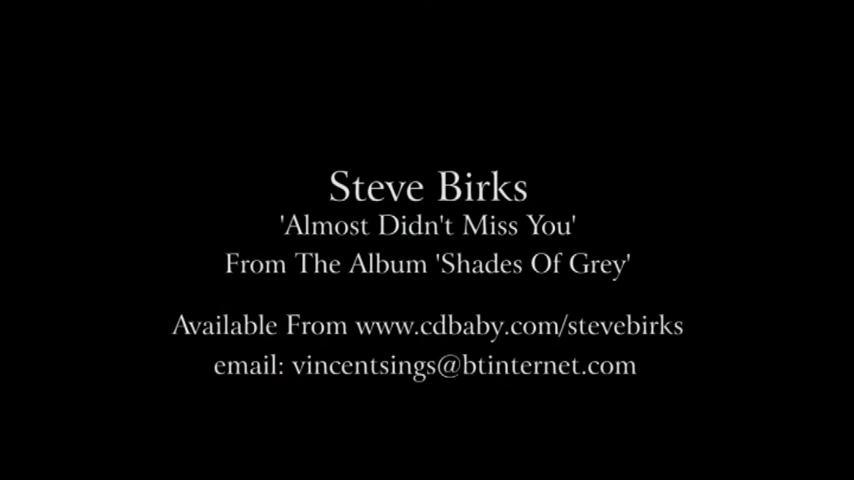 Steve Birks
'Almost Didn't Miss You'
From The Album 'Shades Of Grey'
Available From www.cdbaby.com/stevebirks
email: vincentsings@btinternet.com